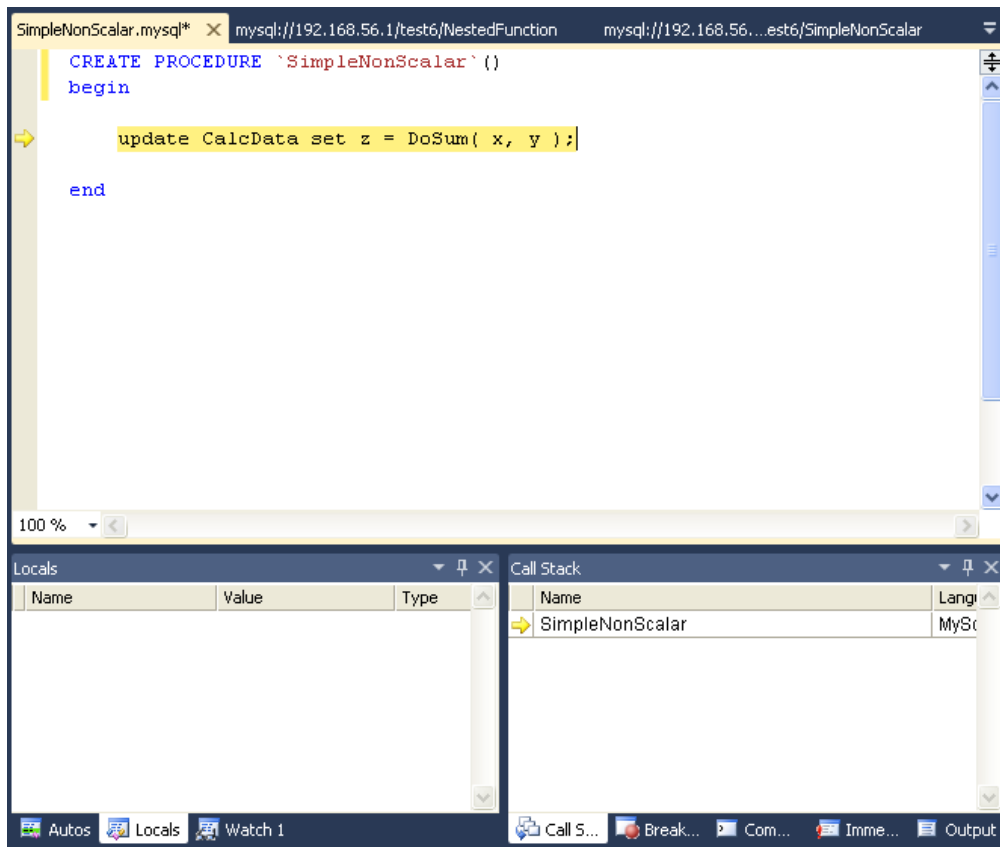 SimpleNonScalar.mysql* mysql://192.168.56.1/test6/NestedFunction mysql://192.168.56....est6/SimpleNonScalar
CREATE PROCEDURE `SimpleNonScalar`()
begin
update CalcData set z = DoSum( x, y );
end
100 %
Locals
Name Value Type
Autos Locals Watch 1
Call Stack
Name Langu
SimpleNonScalar MySQ
Call S... Break... Com... Imme... Output